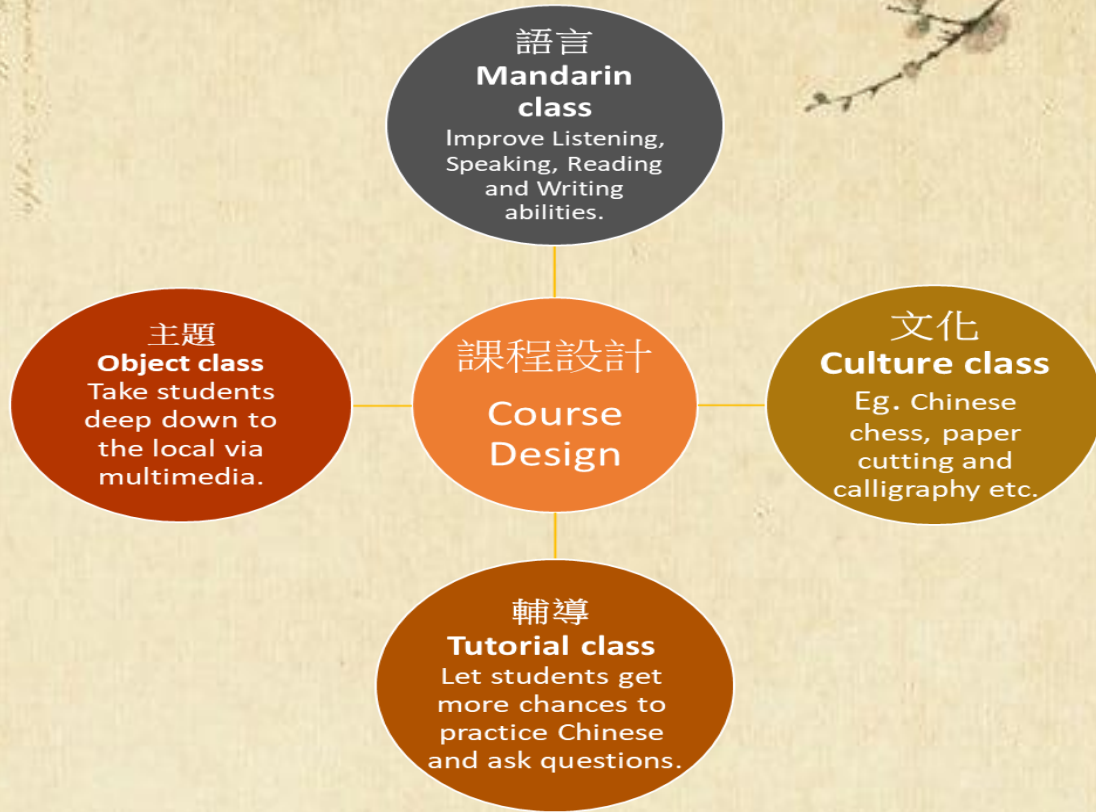 語言
Mandarin
class
Improve Listening,
Speaking, Reading
and Writing
abilities.
主題
Object class
Take students
deep down to
the local via
multimedia.
課程設計
Course
Design
文化
Culture class
Eg. Chinese
chess, paper
cutting and
calligraphy etc.
輔導
Tutorial class
Let students get
more chances to
practice Chinese
and ask questions.